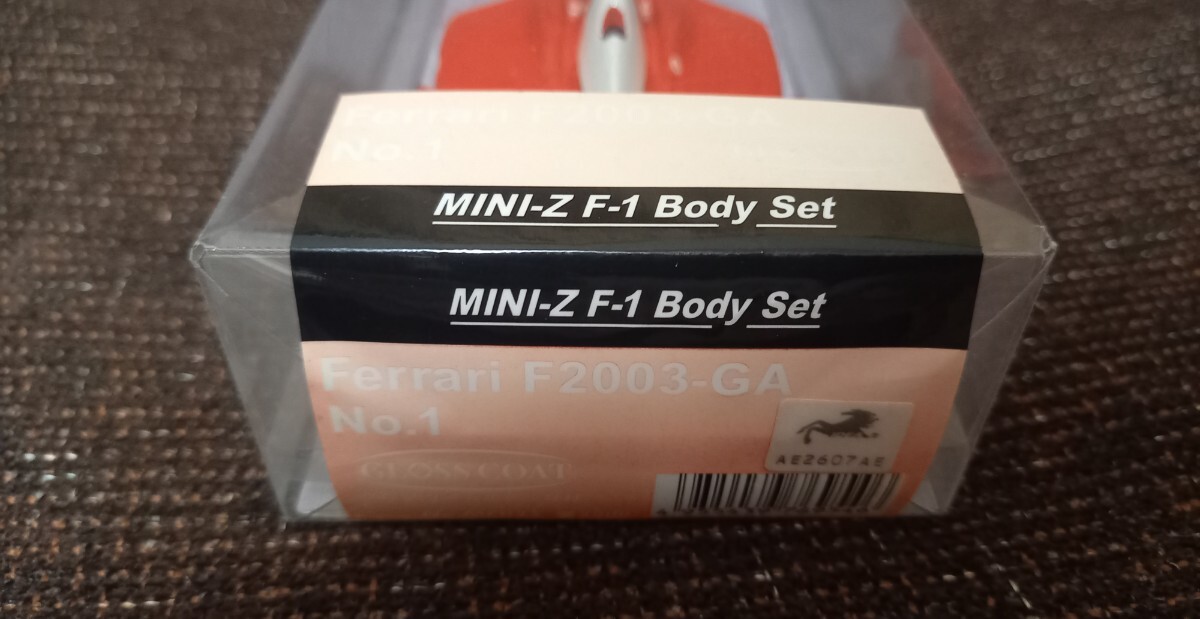 Ferrari F2003-GA
No.1
MINI-Z F-1 Body Set
MINI-Z F-1 Body Set
Ferrari F2003-GA
No.1
AE2607AE
GLOSSCOAT